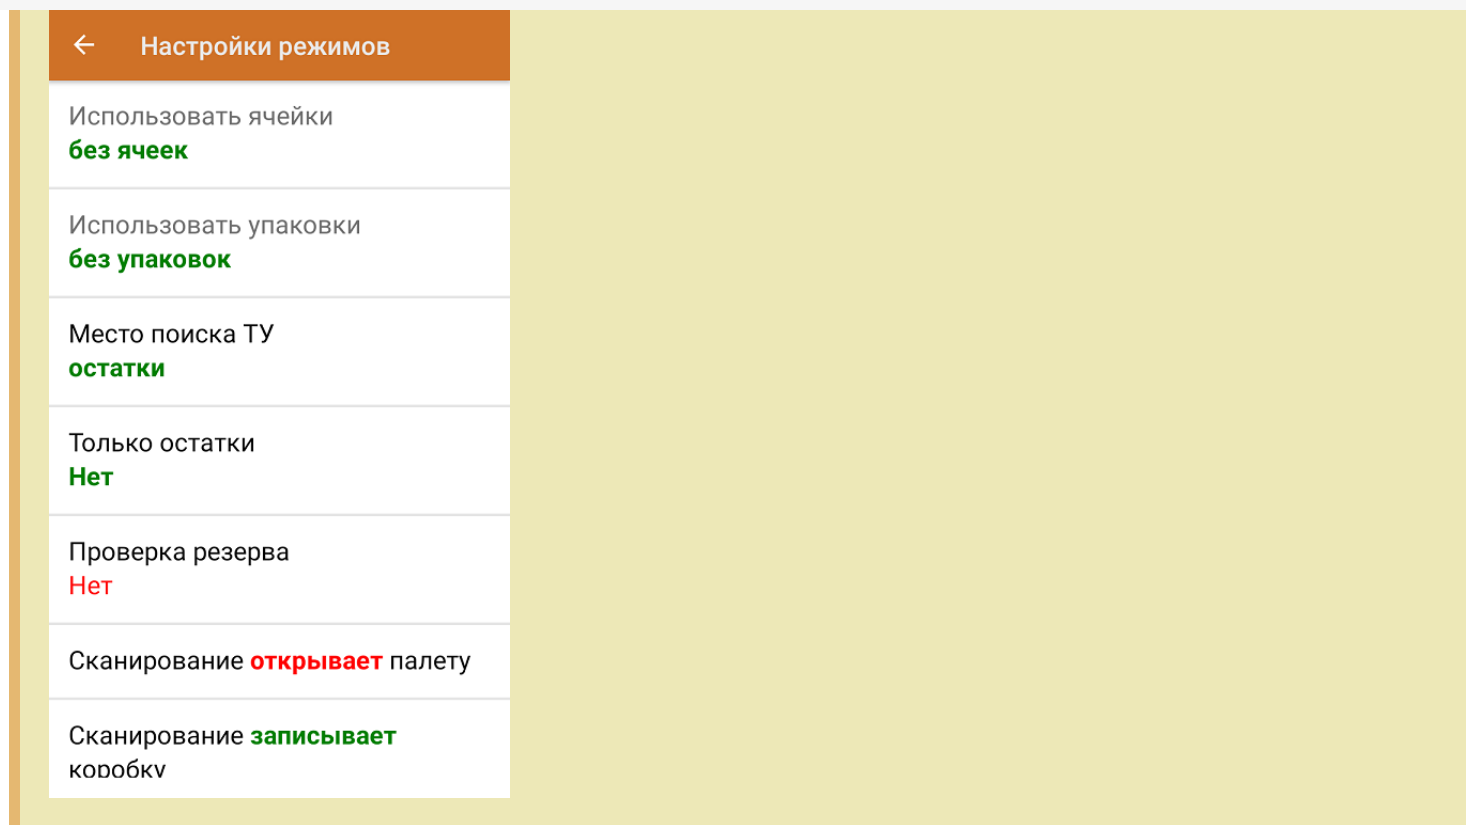 Настройки режимов
Использовать ячейки
без ячеек
Использовать упаковки
без упаковок
Место поиска ТУ
остатки
Только остатки
Нет
Проверка резерва
Нет
Сканирование открывает палету
Сканирование записывает
коробку